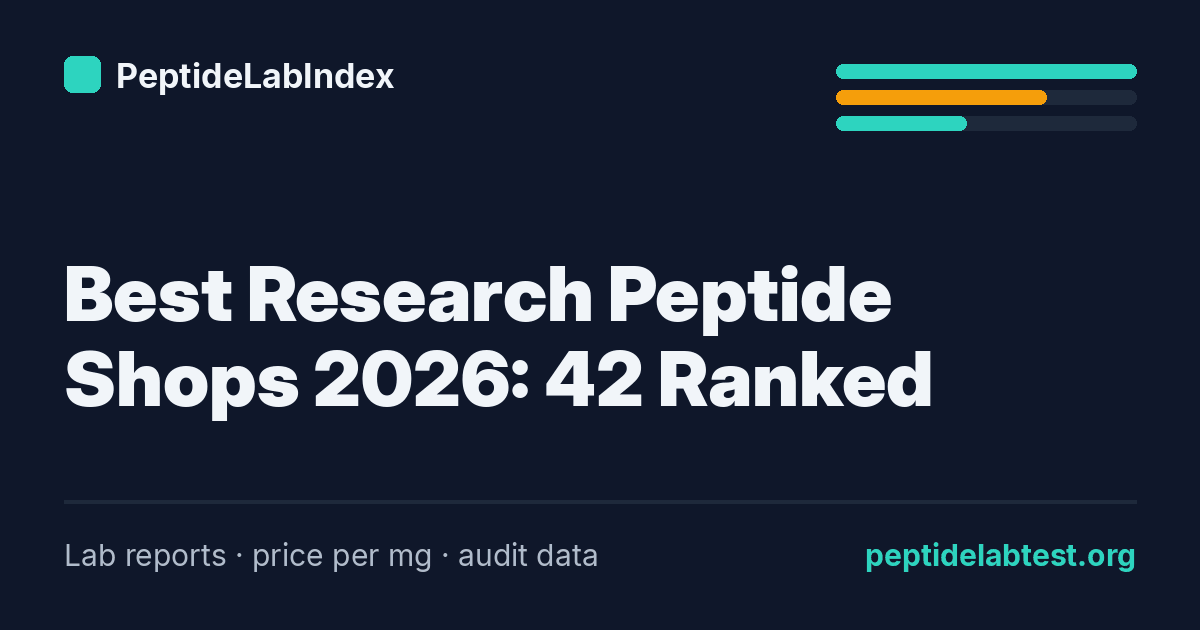 PeptideLabIndex
Best Research Peptide
Shops 2026: 42 Ranked
Lab reports · price per mg · audit data
peptidelabtest.org